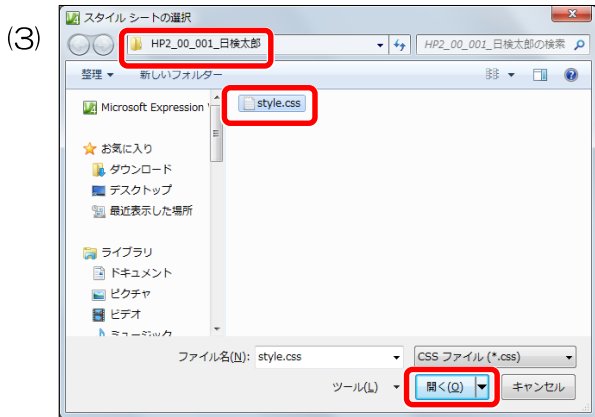 (3)
スタイル シートの選択
HP2_00_001_日検太郎
HP2_00_001_日検太郎の検索
整理 新しいフォルダー
Microsoft Expression
style.css
お気に入り
ダウンロード
デスクトップ
最近表示した場所
ライブラリ
ドキュメント
ピクチャ
ビデオ
ミュージック
ファイル名(N): style.css CSS ファイル (*.css)
ツール(L) 開く(O) キャンセル